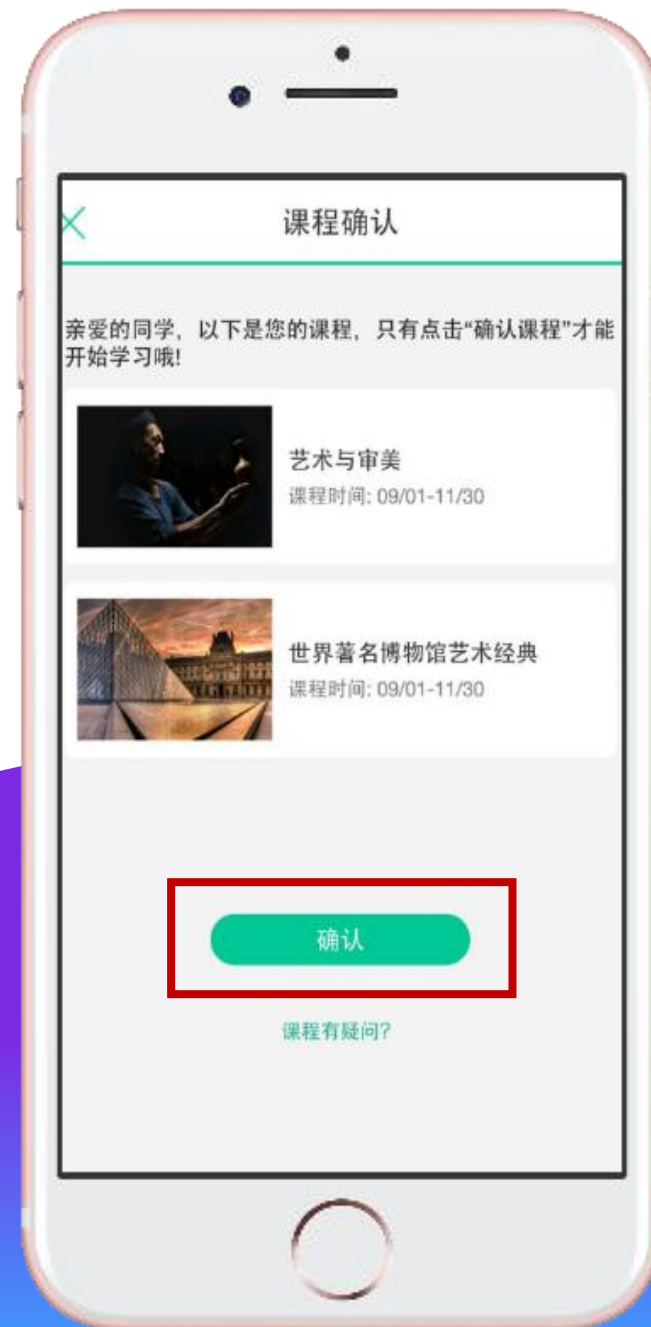 课程确认
亲爱的同学，以下是您的课程，只有点击“确认课程”才能
开始学习哦!
艺术与审美
课程时间: 09/01-11/30
世界著名博物馆艺术经典
课程时间: 09/01-11/30
确认
课程有疑问?